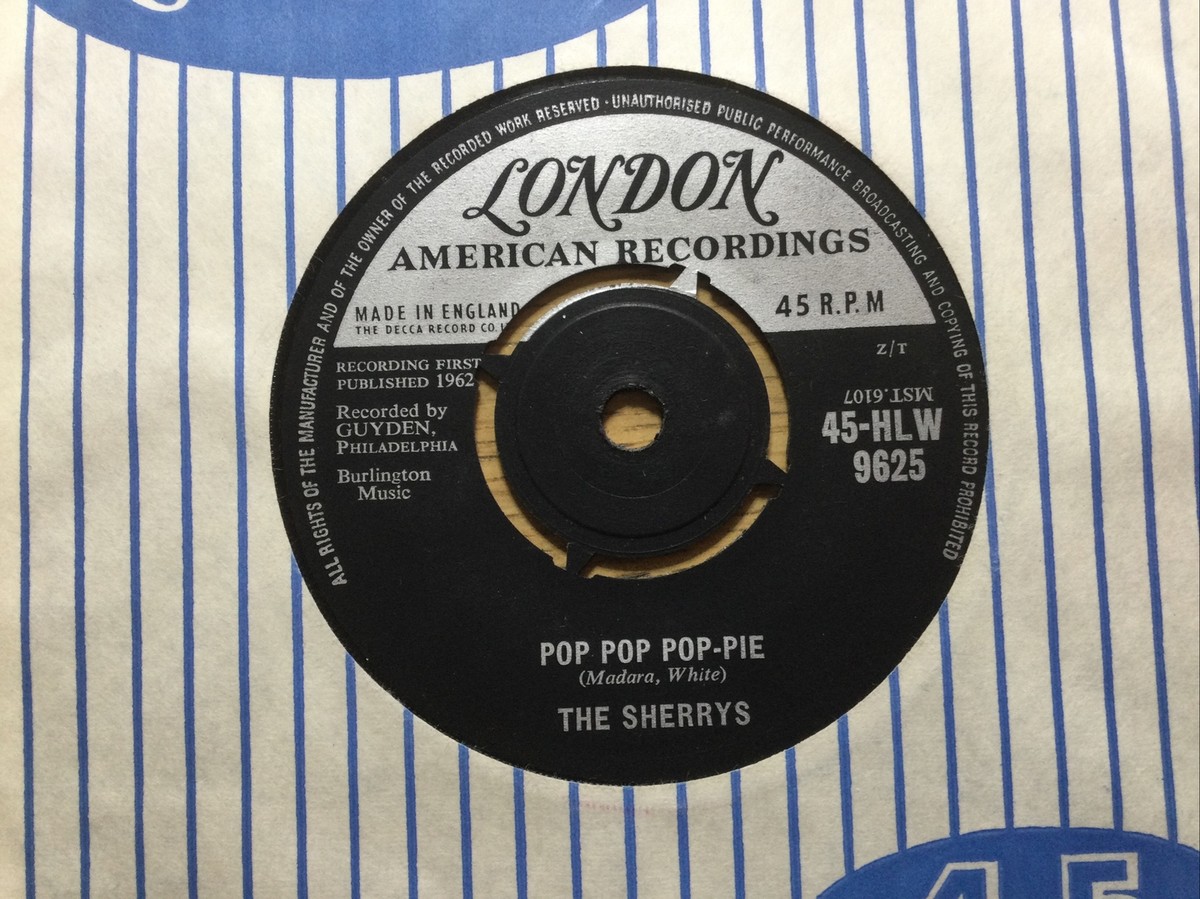 ALL RIGHTS OF THE MANUFACTURER AND OF THE OWNER OF THE RECORDED WORK RESERVED · UNAUTHORISED PUBLIC PERFORMANCE BROADCASTING AND COPYING OF THIS RECORD PROHIBITED
LONDON
AMERICAN RECORDINGS
MADE IN ENGLAND
THE DECCA RECORD CO.
45 R.P.M
RECORDING FIRST
PUBLISHED 1962
Recorded by
GUYDEN,
PHILADELPHIA
Burlington
Music
Z/T
MST.6107
45-HLW
9625
POP POP POP-PIE
(Madara, White)
THE SHERRYS
45